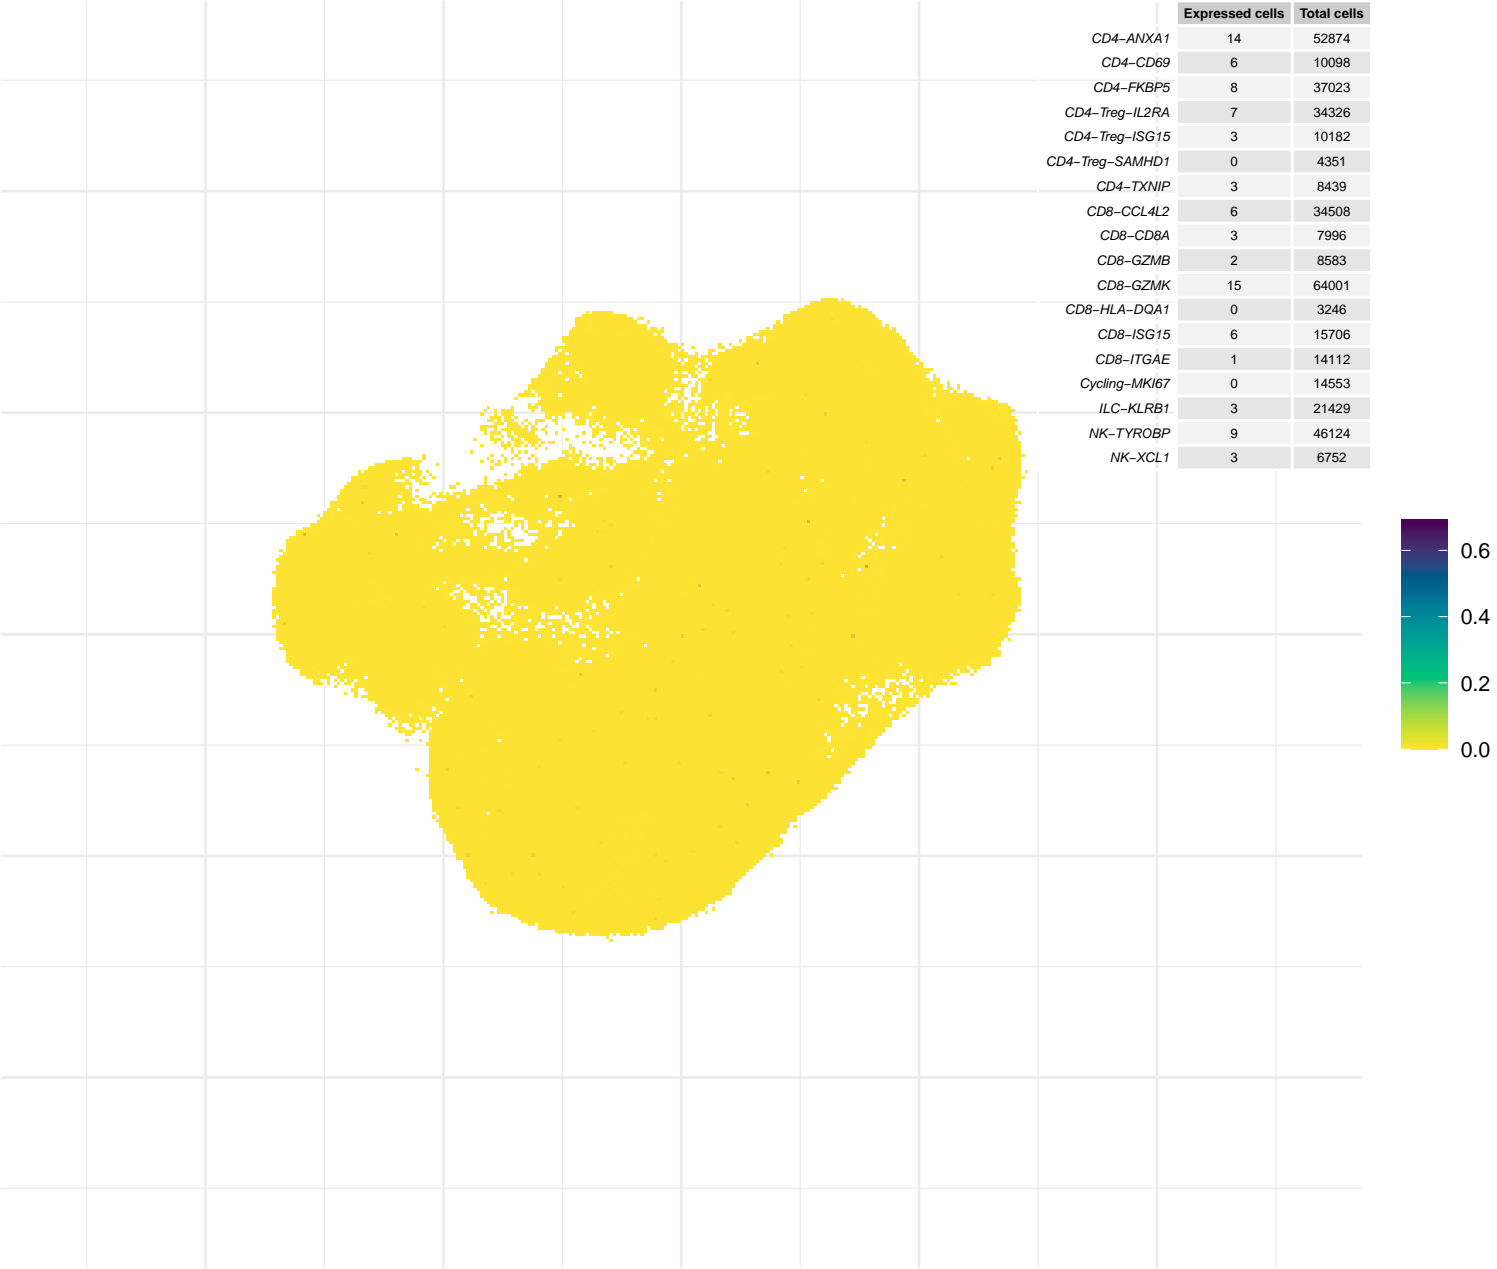 Expressed cells Total cells
CD4−ANXA1 14 52874
CD4−CD69 6 10098
CD4−FKBP5 8 37023
CD4−Treg−IL2RA 7 34326
CD4−Treg−ISG15 3 10182
CD4−Treg−SAMHD1 0 4351
CD4−TXNIP 3 8439
CD8−CCL4L2 6 34508
CD8−CD8A 3 7996
CD8−GZMB 2 8583
CD8−GZMK 15 64001
CD8−HLA−DQA1 0 3246
CD8−ISG15 6 15706
CD8−ITGAE 1 14112
Cycling−MKI67 0 14553
ILC−KLRB1 3 21429
NK−TYROBP 9 46124
NK−XCL1 3 6752
0.6
0.4
0.2
0.0